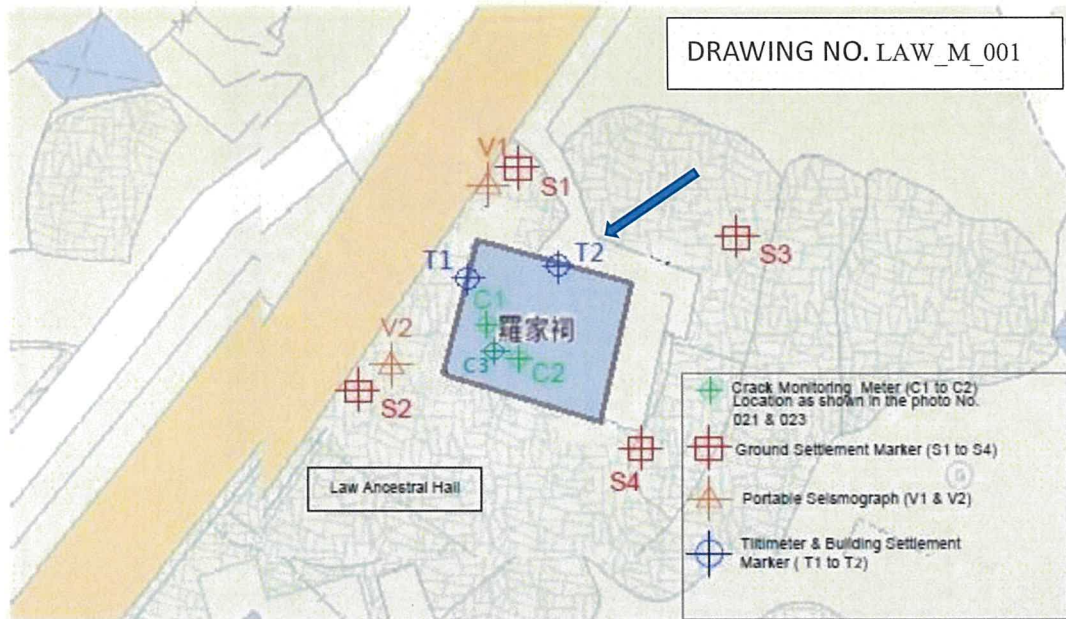 DRAWING NO. LAW_M_001
V1
S1
S3
T1
T2
C1
羅家祠
V2
C3
C2
S2
S4
Law Ancestral Hall
Crack Monitoring Meter (C1 to C2)
Location as shown in the photo No.
021 & 023
Ground Settlement Marker (S1 to S4)
G
Portable Seismograph (V1 & V2)
Tiltimeter & Building Settlement
Marker ( T1 to T2)